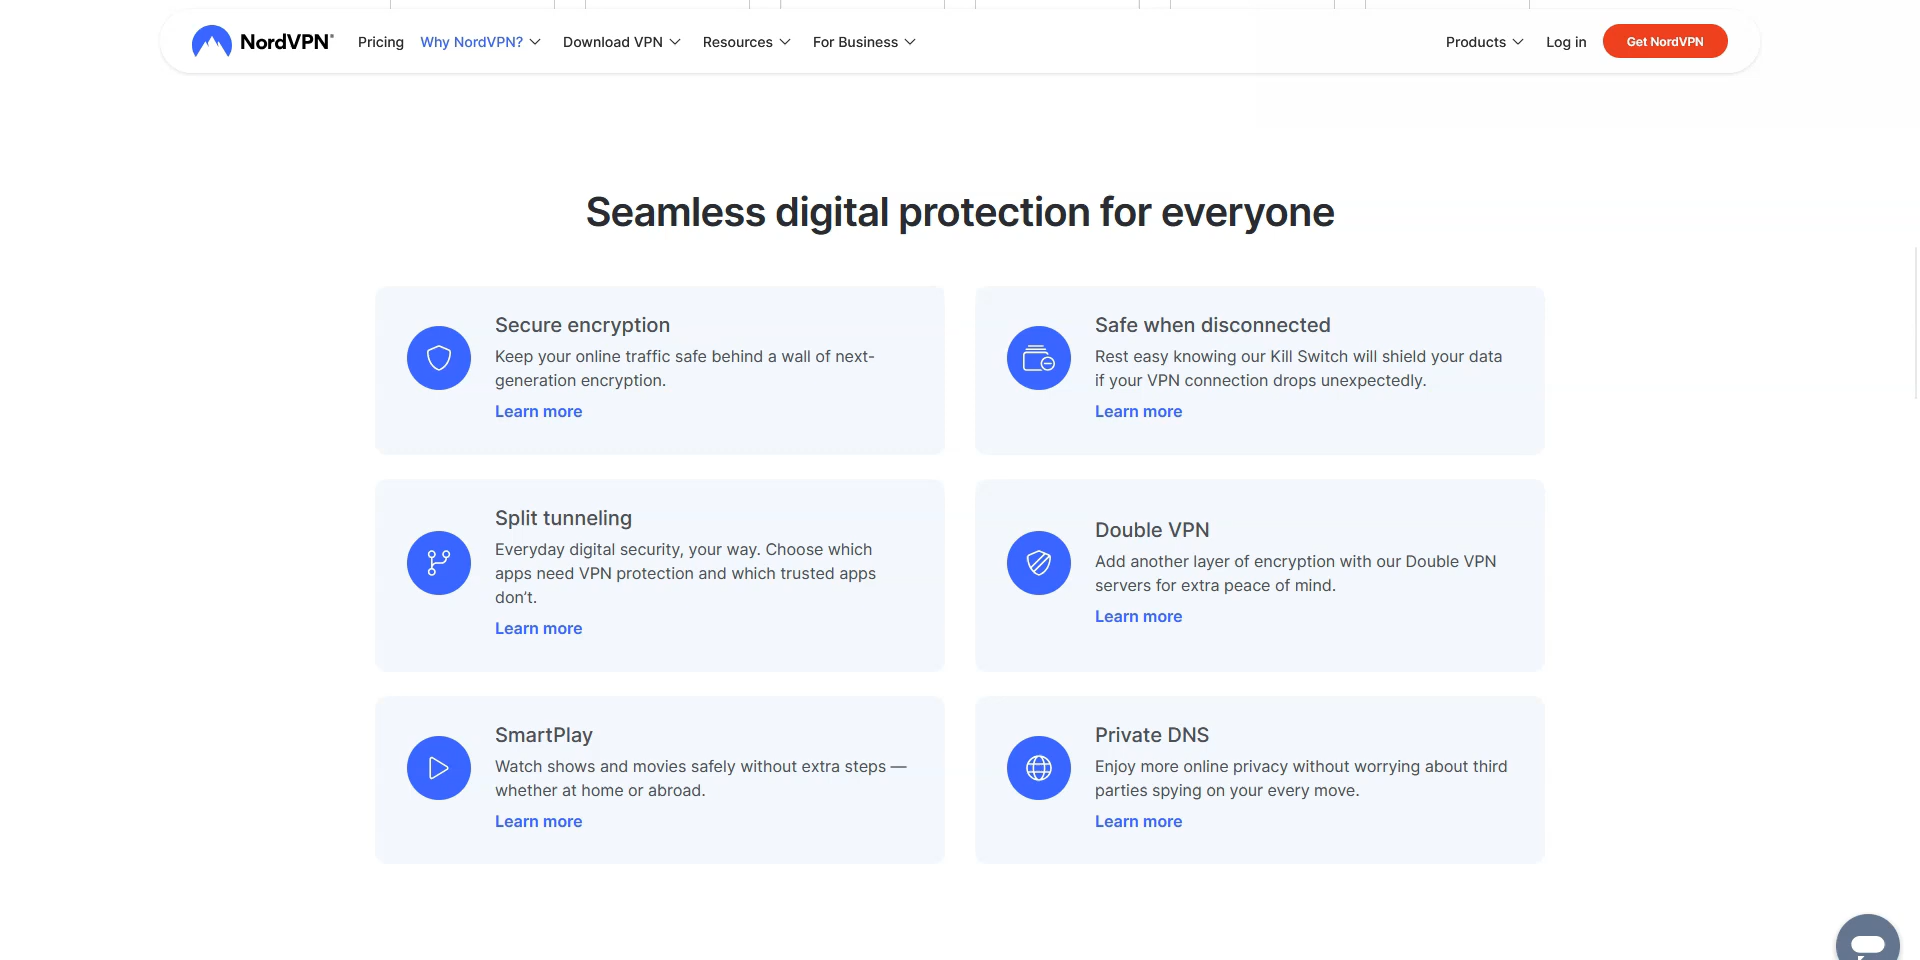 NordVPN®
Pricing
Why NordVPN?
Download VPN
Resources
For Business
Products
Log in
Get NordVPN
Seamless digital protection for everyone
Secure encryption
Keep your online traffic safe behind a wall of next-
generation encryption.
Learn more
Safe when disconnected
Rest easy knowing our Kill Switch will shield your data
if your VPN connection drops unexpectedly.
Learn more
Split tunneling
Everyday digital security, your way. Choose which
apps need VPN protection and which trusted apps
don’t.
Learn more
Double VPN
Add another layer of encryption with our Double VPN
servers for extra peace of mind.
Learn more
SmartPlay
Watch shows and movies safely without extra steps —
whether at home or abroad.
Learn more
Private DNS
Enjoy more online privacy without worrying about third
parties spying on your every move.
Learn more